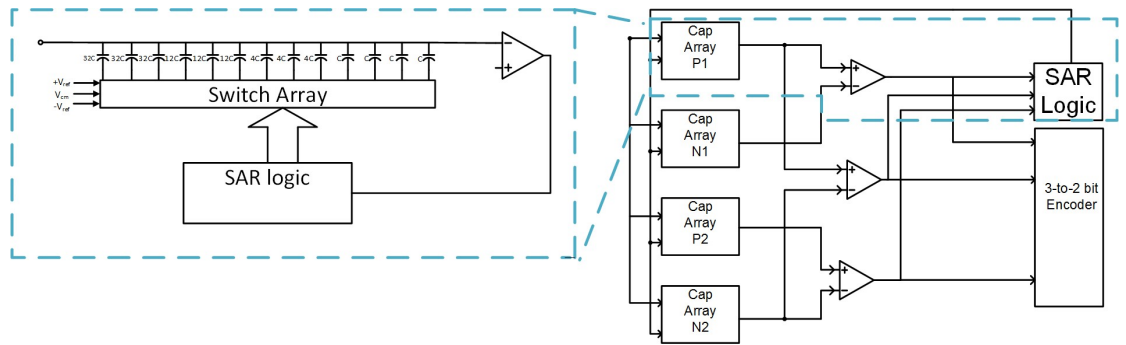 32C 32C 32C 12C 12C 12C 4C 4C 4C C C C C
+Vref
Vcm
-Vref
Switch Array
SAR logic
Cap
Array
P1
Cap
Array
N1
Cap
Array
P2
Cap
Array
N2
SAR
Logic
3-to-2 bit
Encoder